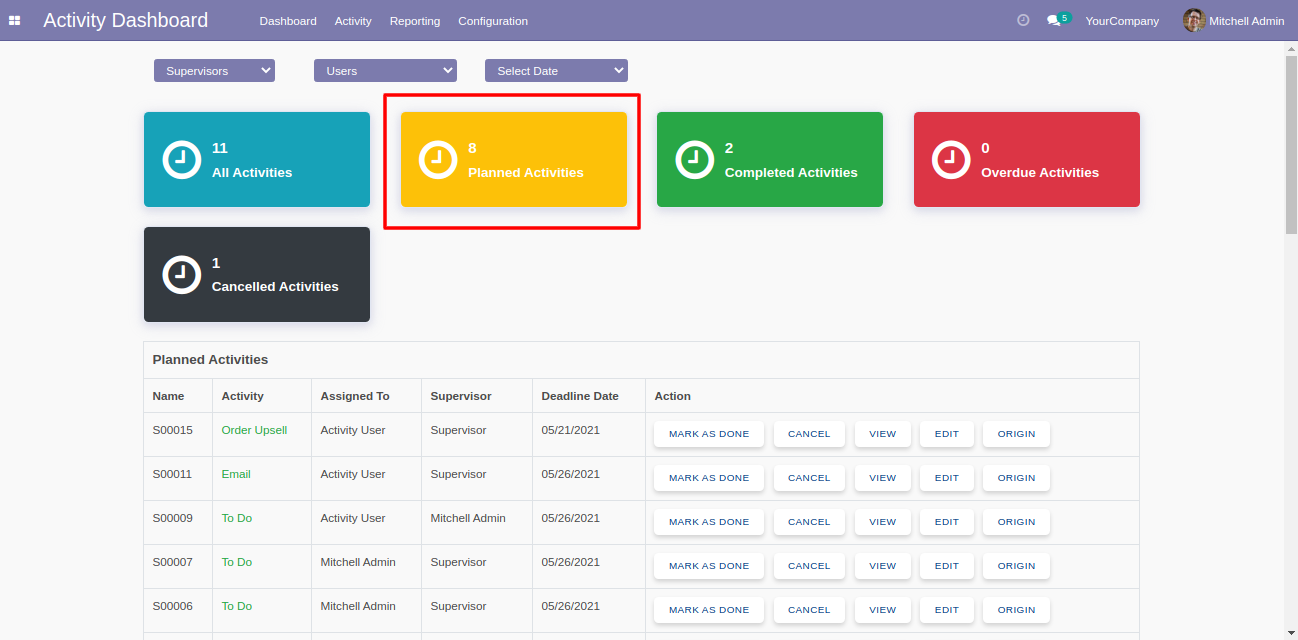 Activity Dashboard Dashboard Activity Reporting Configuration 5 YourCompany Mitchell Admin
Supervisors Users Select Date
11 8 2 0
All Activities Planned Activities Completed Activities Overdue Activities
1
Cancelled Activities
Planned Activities
Name Activity Assigned To Supervisor Deadline Date Action
S00015 Order Upsell Activity User Supervisor 05/21/2021 MARK AS DONE CANCEL VIEW EDIT ORIGIN
S00011 Email Activity User Supervisor 05/26/2021 MARK AS DONE CANCEL VIEW EDIT ORIGIN
S00009 To Do Activity User Mitchell Admin 05/26/2021 MARK AS DONE CANCEL VIEW EDIT ORIGIN
S00007 To Do Mitchell Admin Supervisor 05/26/2021 MARK AS DONE CANCEL VIEW EDIT ORIGIN
S00006 To Do Mitchell Admin Supervisor 05/26/2021 MARK AS DONE CANCEL VIEW EDIT ORIGIN